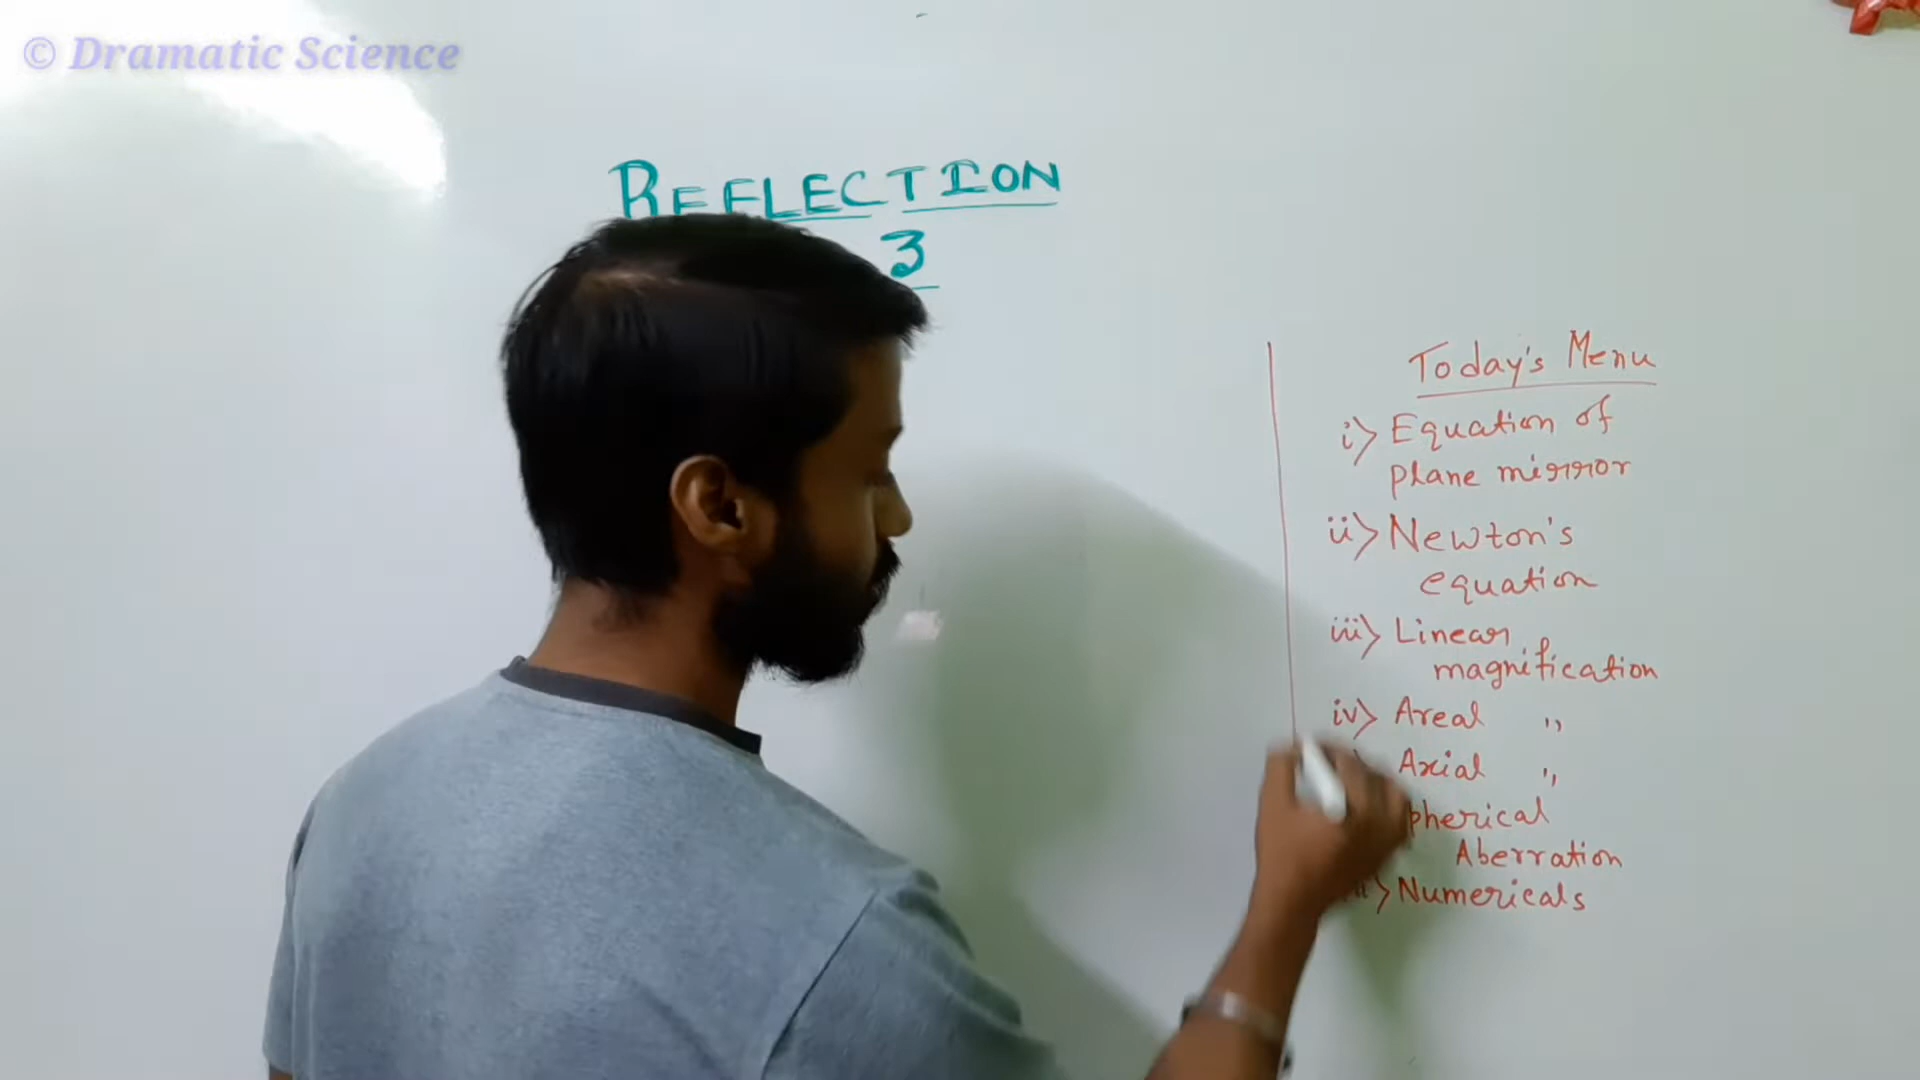 © Dramatic Science
REFLECTION
3
Today's Menu
i> Equation of
plane mirror
ii> Newton's
equation
iii> Linear
magnification
iv> Areal "
Axial "
pherical
Aberration
> Numericals